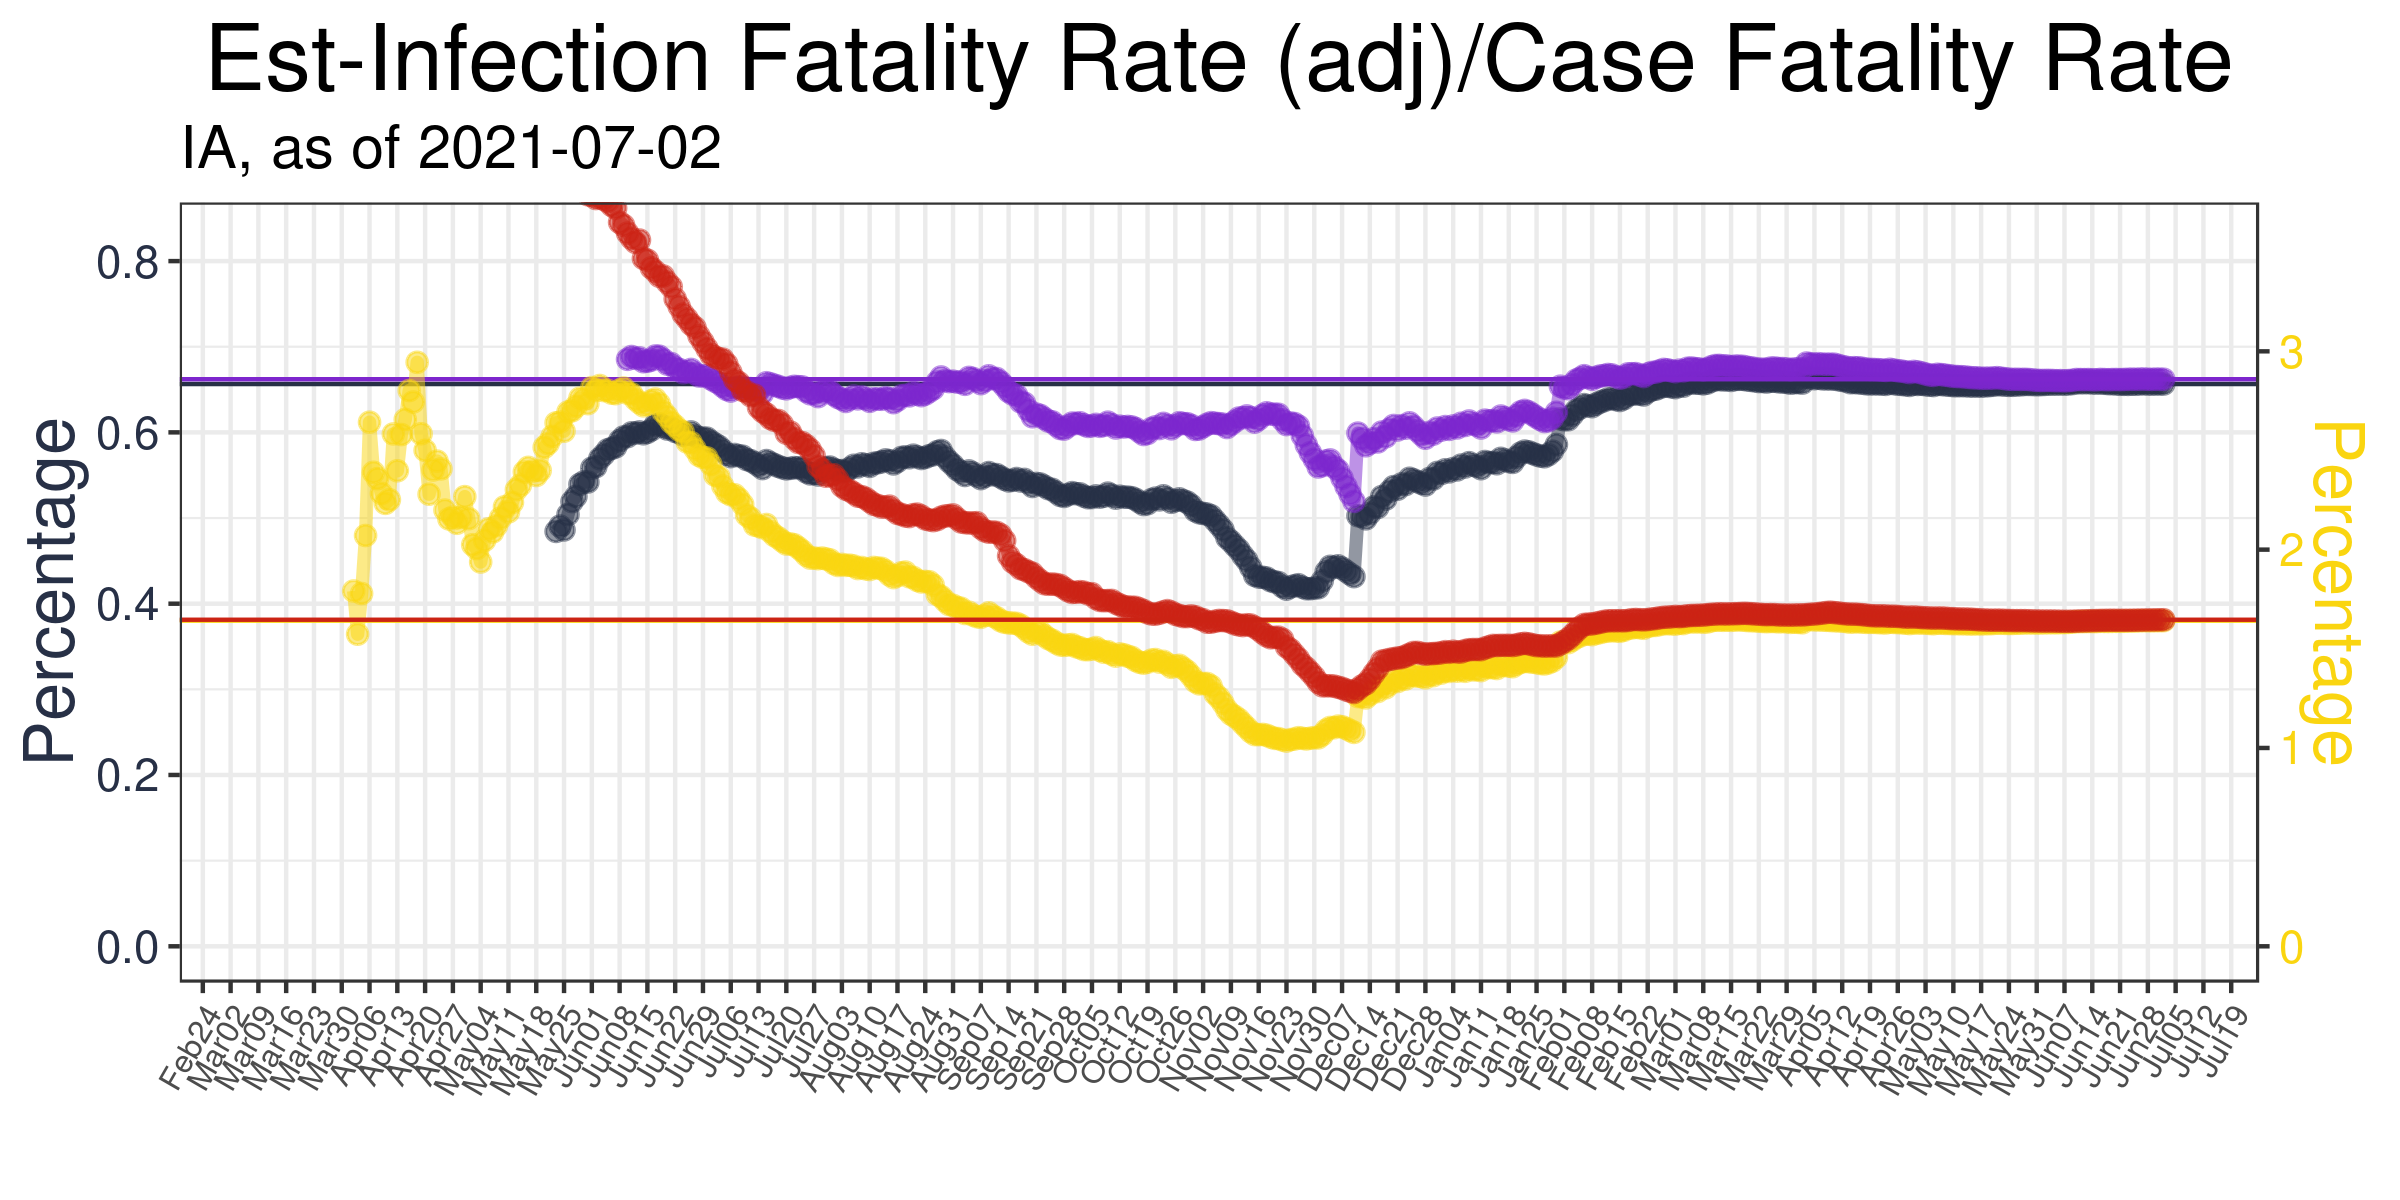 Est-Infection Fatality Rate (adj)/Case Fatality Rate
IA, as of 2021-07-02
Percentage
0.8
0.6
0.4
0.2
0.0
3
2
1
0
Percentage
Feb24
Mar02
Mar09
Mar16
Mar23
Mar30
Apr06
Apr13
Apr20
Apr27
May04
May11
May18
May25
Jun01
Jun08
Jun15
Jun22
Jun29
Jul06
Jul13
Jul20
Jul27
Aug03
Aug10
Aug17
Aug24
Aug31
Sep07
Sep14
Sep21
Sep28
Oct05
Oct12
Oct19
Oct26
Nov02
Nov09
Nov16
Nov23
Nov30
Dec07
Dec14
Dec21
Dec28
Jan04
Jan11
Jan18
Jan25
Feb01
Feb08
Feb15
Feb22
Mar01
Mar08
Mar15
Mar22
Mar29
Apr05
Apr12
Apr19
Apr26
May03
May10
May17
May24
May31
Jun07
Jun14
Jun21
Jun28
Jul05
Jul12
Jul19